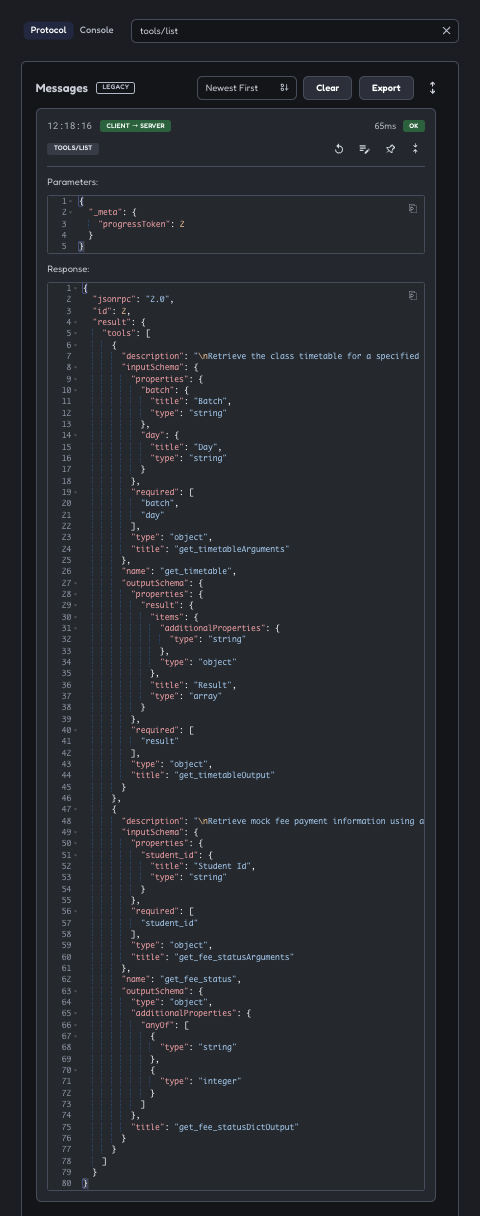 Protocol Console tools/list
Messages LEGACY Newest First Clear Export
12:18:16 CLIENT → SERVER 65ms OK
TOOLS/LIST
Parameters:
1 {
2 "_meta": {
3 "progressToken": 2
4 }
5 }
Response:
1 {
2 "jsonrpc": "2.0",
3 "id": 2,
4 "result": {
5 "tools": [
6 {
7 "description": "\nRetrieve the class timetable for a specified
8 "inputSchema": {
9 "properties": {
10 "batch": {
11 "title": "Batch",
12 "type": "string"
13 },
14 "day": {
15 "title": "Day",
16 "type": "string"
17 }
18 },
19 "required": [
20 "batch",
21 "day"
22 ],
23 "type": "object",
24 "title": "get_timetableArguments"
25 },
26 "name": "get_timetable",
27 "outputSchema": {
28 "properties": {
29 "result": {
30 "items": {
31 "additionalProperties": {
32 "type": "string"
33 },
34 "type": "object"
35 },
36 "title": "Result",
37 "type": "array"
38 }
39 },
40 "required": [
41 "result"
42 ],
43 "type": "object",
44 "title": "get_timetableOutput"
45 }
46 },
47 {
48 "description": "\nRetrieve mock fee payment information using a
49 "inputSchema": {
50 "properties": {
51 "student_id": {
52 "title": "Student Id",
53 "type": "string"
54 }
55 },
56 "required": [
57 "student_id"
58 ],
59 "type": "object",
60 "title": "get_fee_statusArguments"
61 },
62 "name": "get_fee_status",
63 "outputSchema": {
64 "type": "object",
65 "additionalProperties": {
66 "anyOf": [
67 {
68 "type": "string"
69 },
70 {
71 "type": "integer"
72 }
73 ]
74 },
75 "title": "get_fee_statusDictOutput"
76 }
77 }
78 ]
79 }
80 }